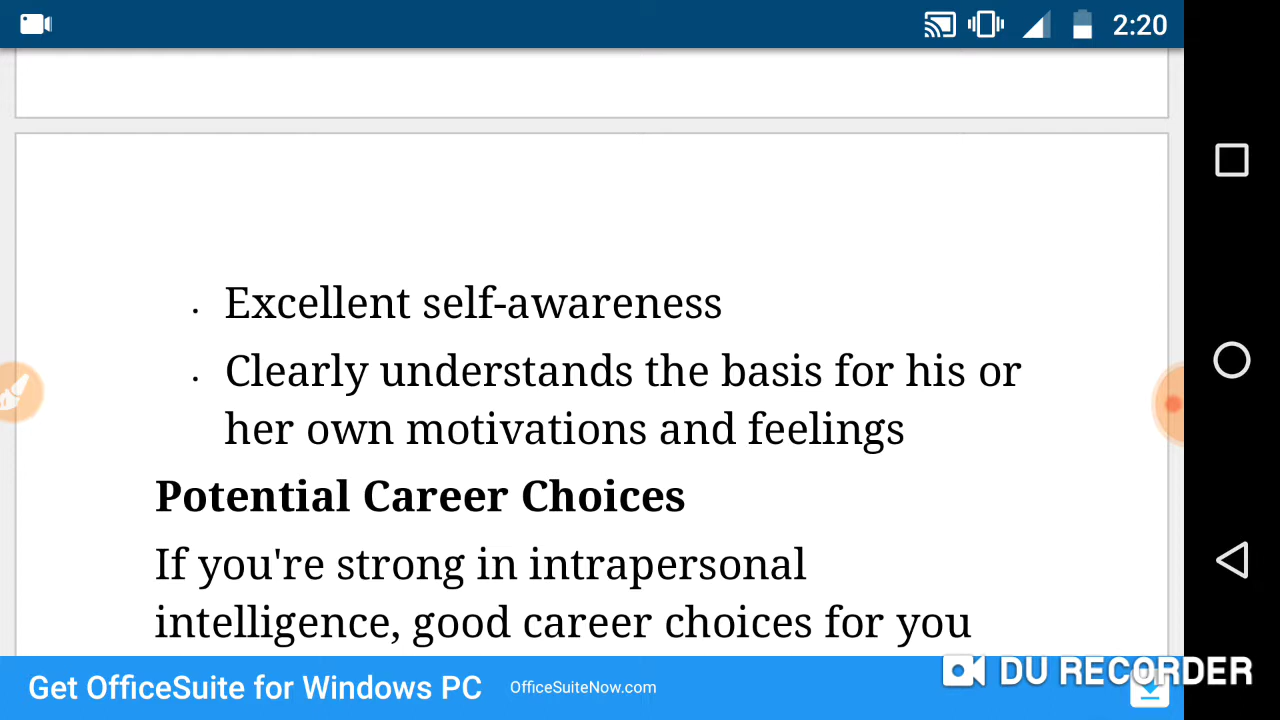 2:20
· Excellent self-awareness
· Clearly understands the basis for his or
her own motivations and feelings
Potential Career Choices
If you're strong in intrapersonal
intelligence, good career choices for you
Get OfficeSuite for Windows PC OfficeSuiteNow.com
DU RECORDER